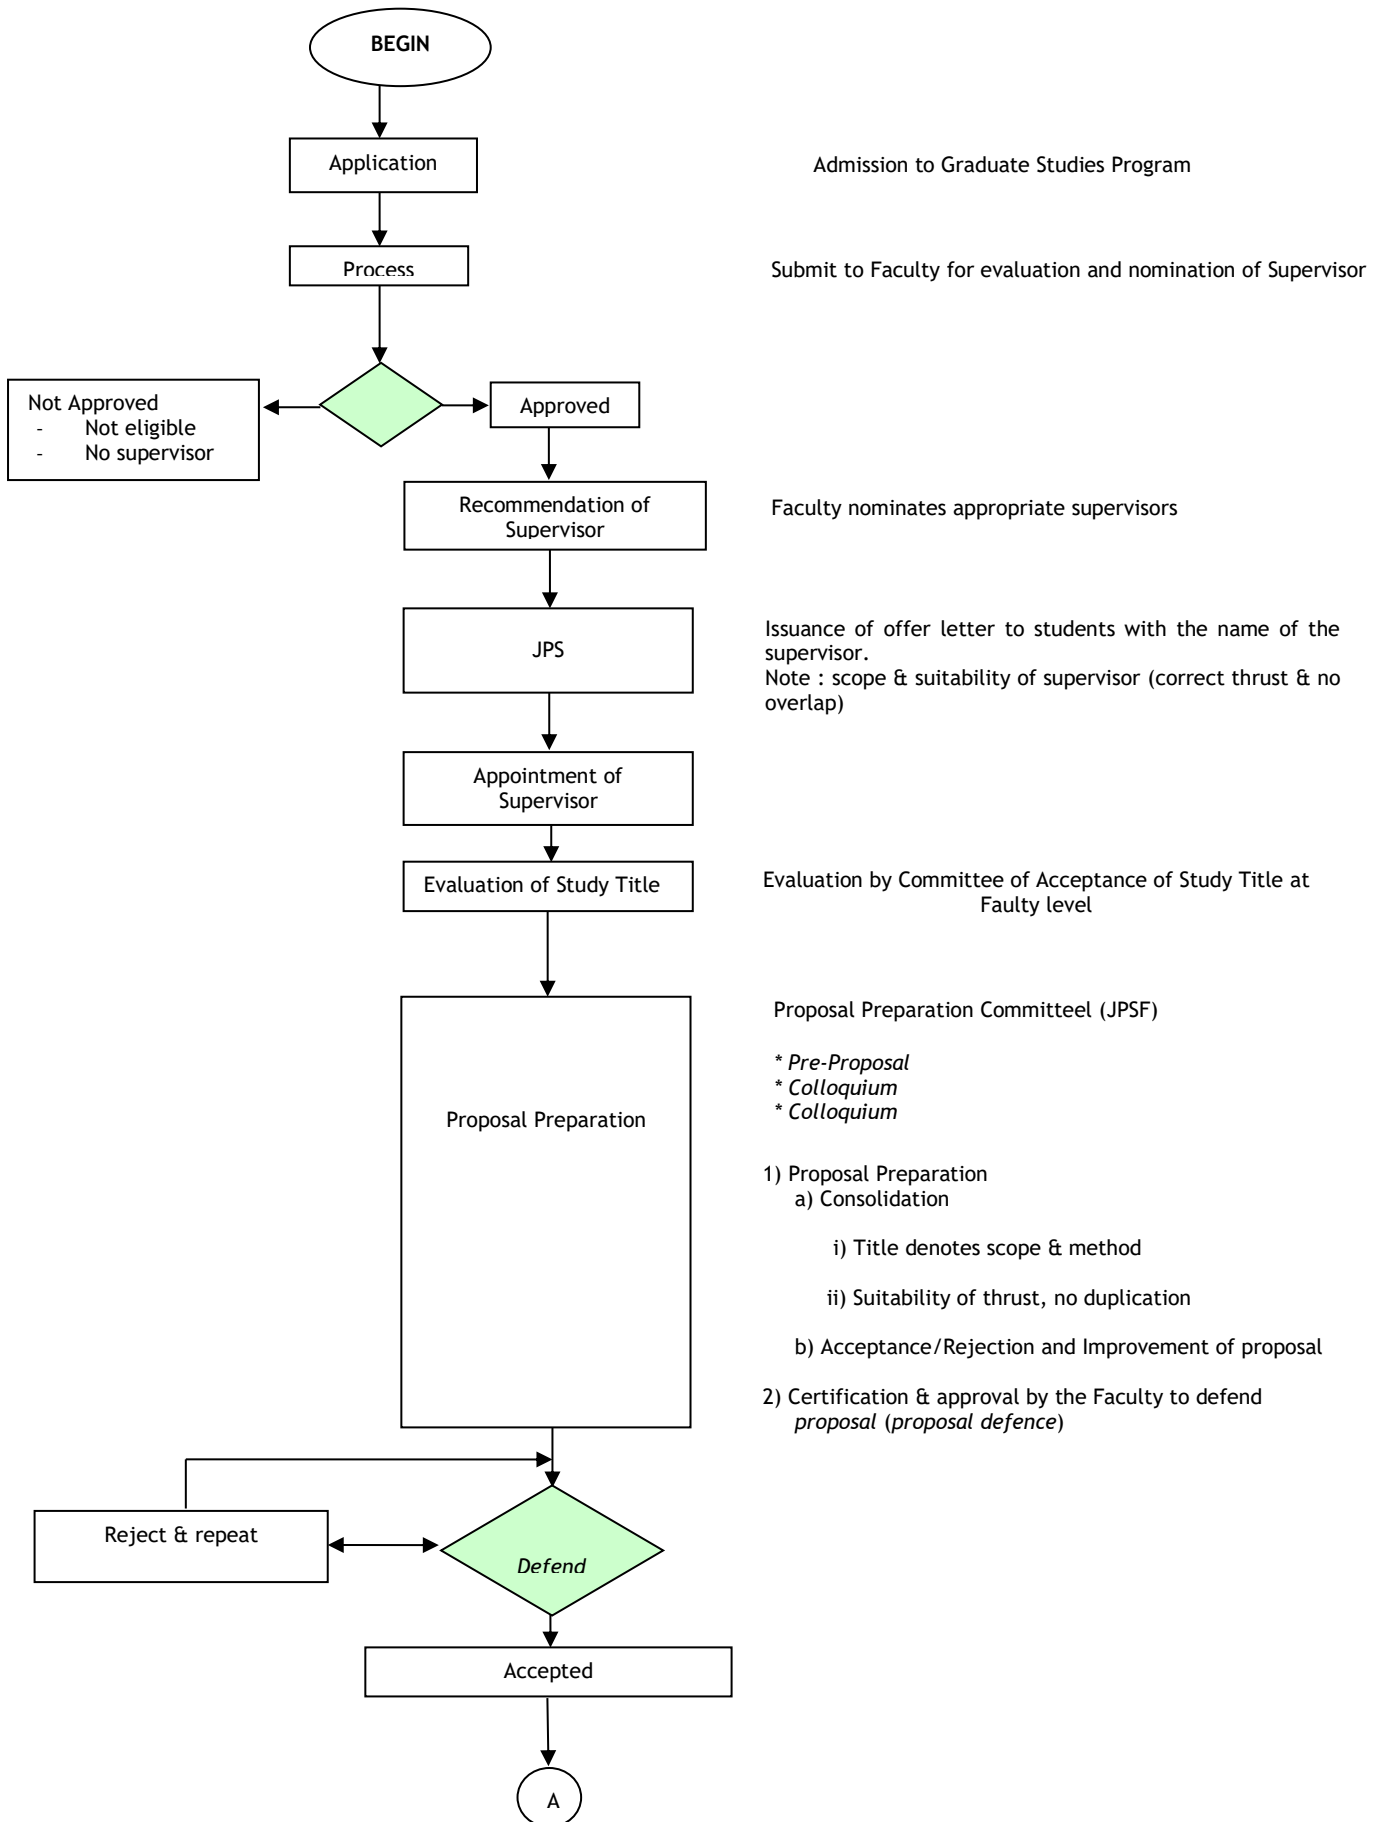 BEGIN
Application
Admission to Graduate Studies Program
Process
Submit to Faculty for evaluation and nomination of Supervisor
Not Approved
- Not eligible
- No supervisor
Approved
Recommendation of
Supervisor
Faculty nominates appropriate supervisors
JPS
Issuance of offer letter to students with the name of the
supervisor.
Note : scope & suitability of supervisor (correct thrust & no
overlap)
Appointment of
Supervisor
Evaluation of Study Title
Evaluation by Committee of Acceptance of Study Title at
Faulty level
Proposal Preparation
Proposal Preparation Committeel (JPSF)
* Pre-Proposal
* Colloquium
* Colloquium
1) Proposal Preparation
a) Consolidation
i) Title denotes scope & method
ii) Suitability of thrust, no duplication
b) Acceptance/Rejection and Improvement of proposal
2) Certification & approval by the Faculty to defend
proposal (proposal defence)
Reject & repeat
Defend
Accepted
A